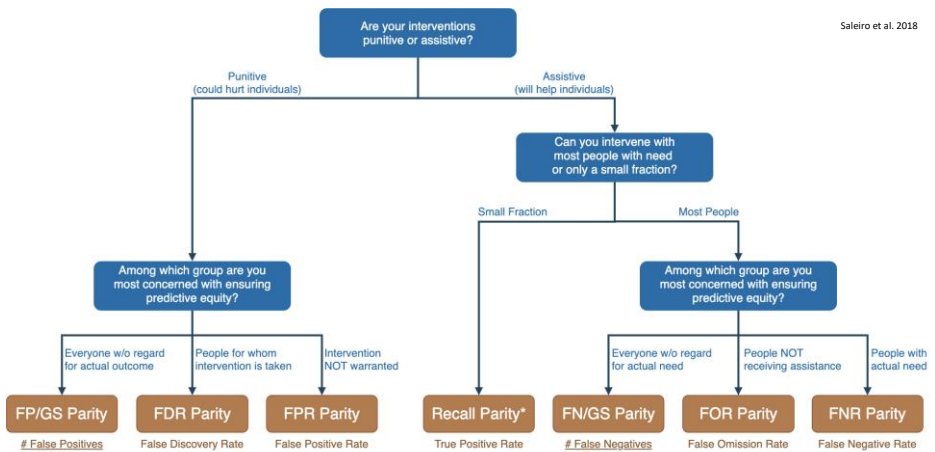 Saleiro et al. 2018
Are your interventions
punitive or assistive?
Punitive
(could hurt individuals)
Assistive
(will help individuals)
Can you intervene with
most people with need
or only a small fraction?
Small Fraction
Most People
Among which group are you
most concerned with ensuring
predictive equity?
Among which group are you
most concerned with ensuring
predictive equity?
Everyone w/o regard
for actual outcome
People for whom
intervention is taken
Intervention
NOT warranted
Everyone w/o regard
for actual need
People NOT
receiving assistance
People with
actual need
FP/GS Parity
FDR Parity
FPR Parity
Recall Parity*
FN/GS Parity
FOR Parity
FNR Parity
# False Positives
False Discovery Rate
False Positive Rate
True Positive Rate
# False Negatives
False Omission Rate
False Negative Rate